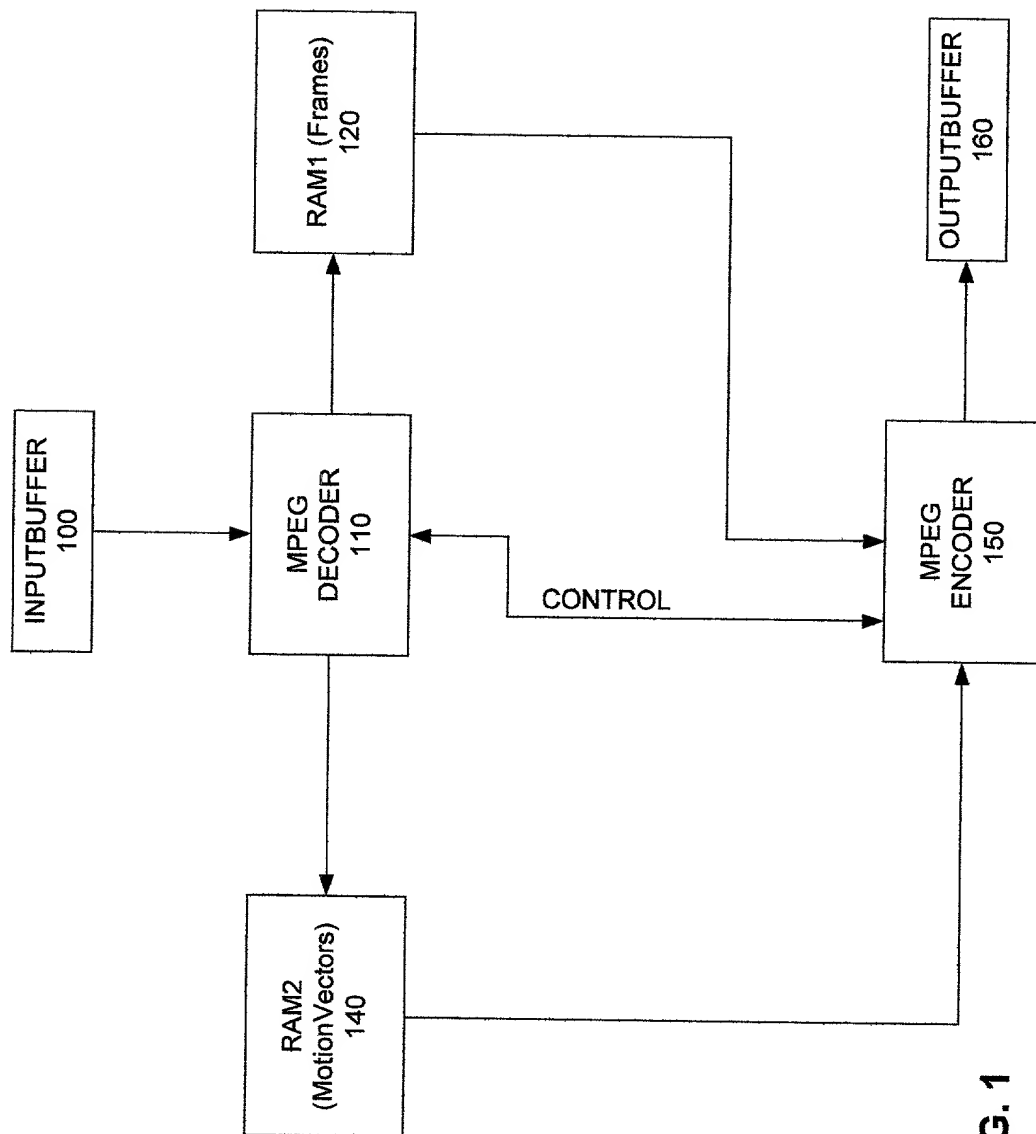 INPUTBUFFER
100
MPEG
DECODER
110
RAM1 (Frames)
120
RAM2
(MotionVectors)
140
CONTROL
MPEG
ENCODER
150
OUTPUTBUFFER
160
G. 1